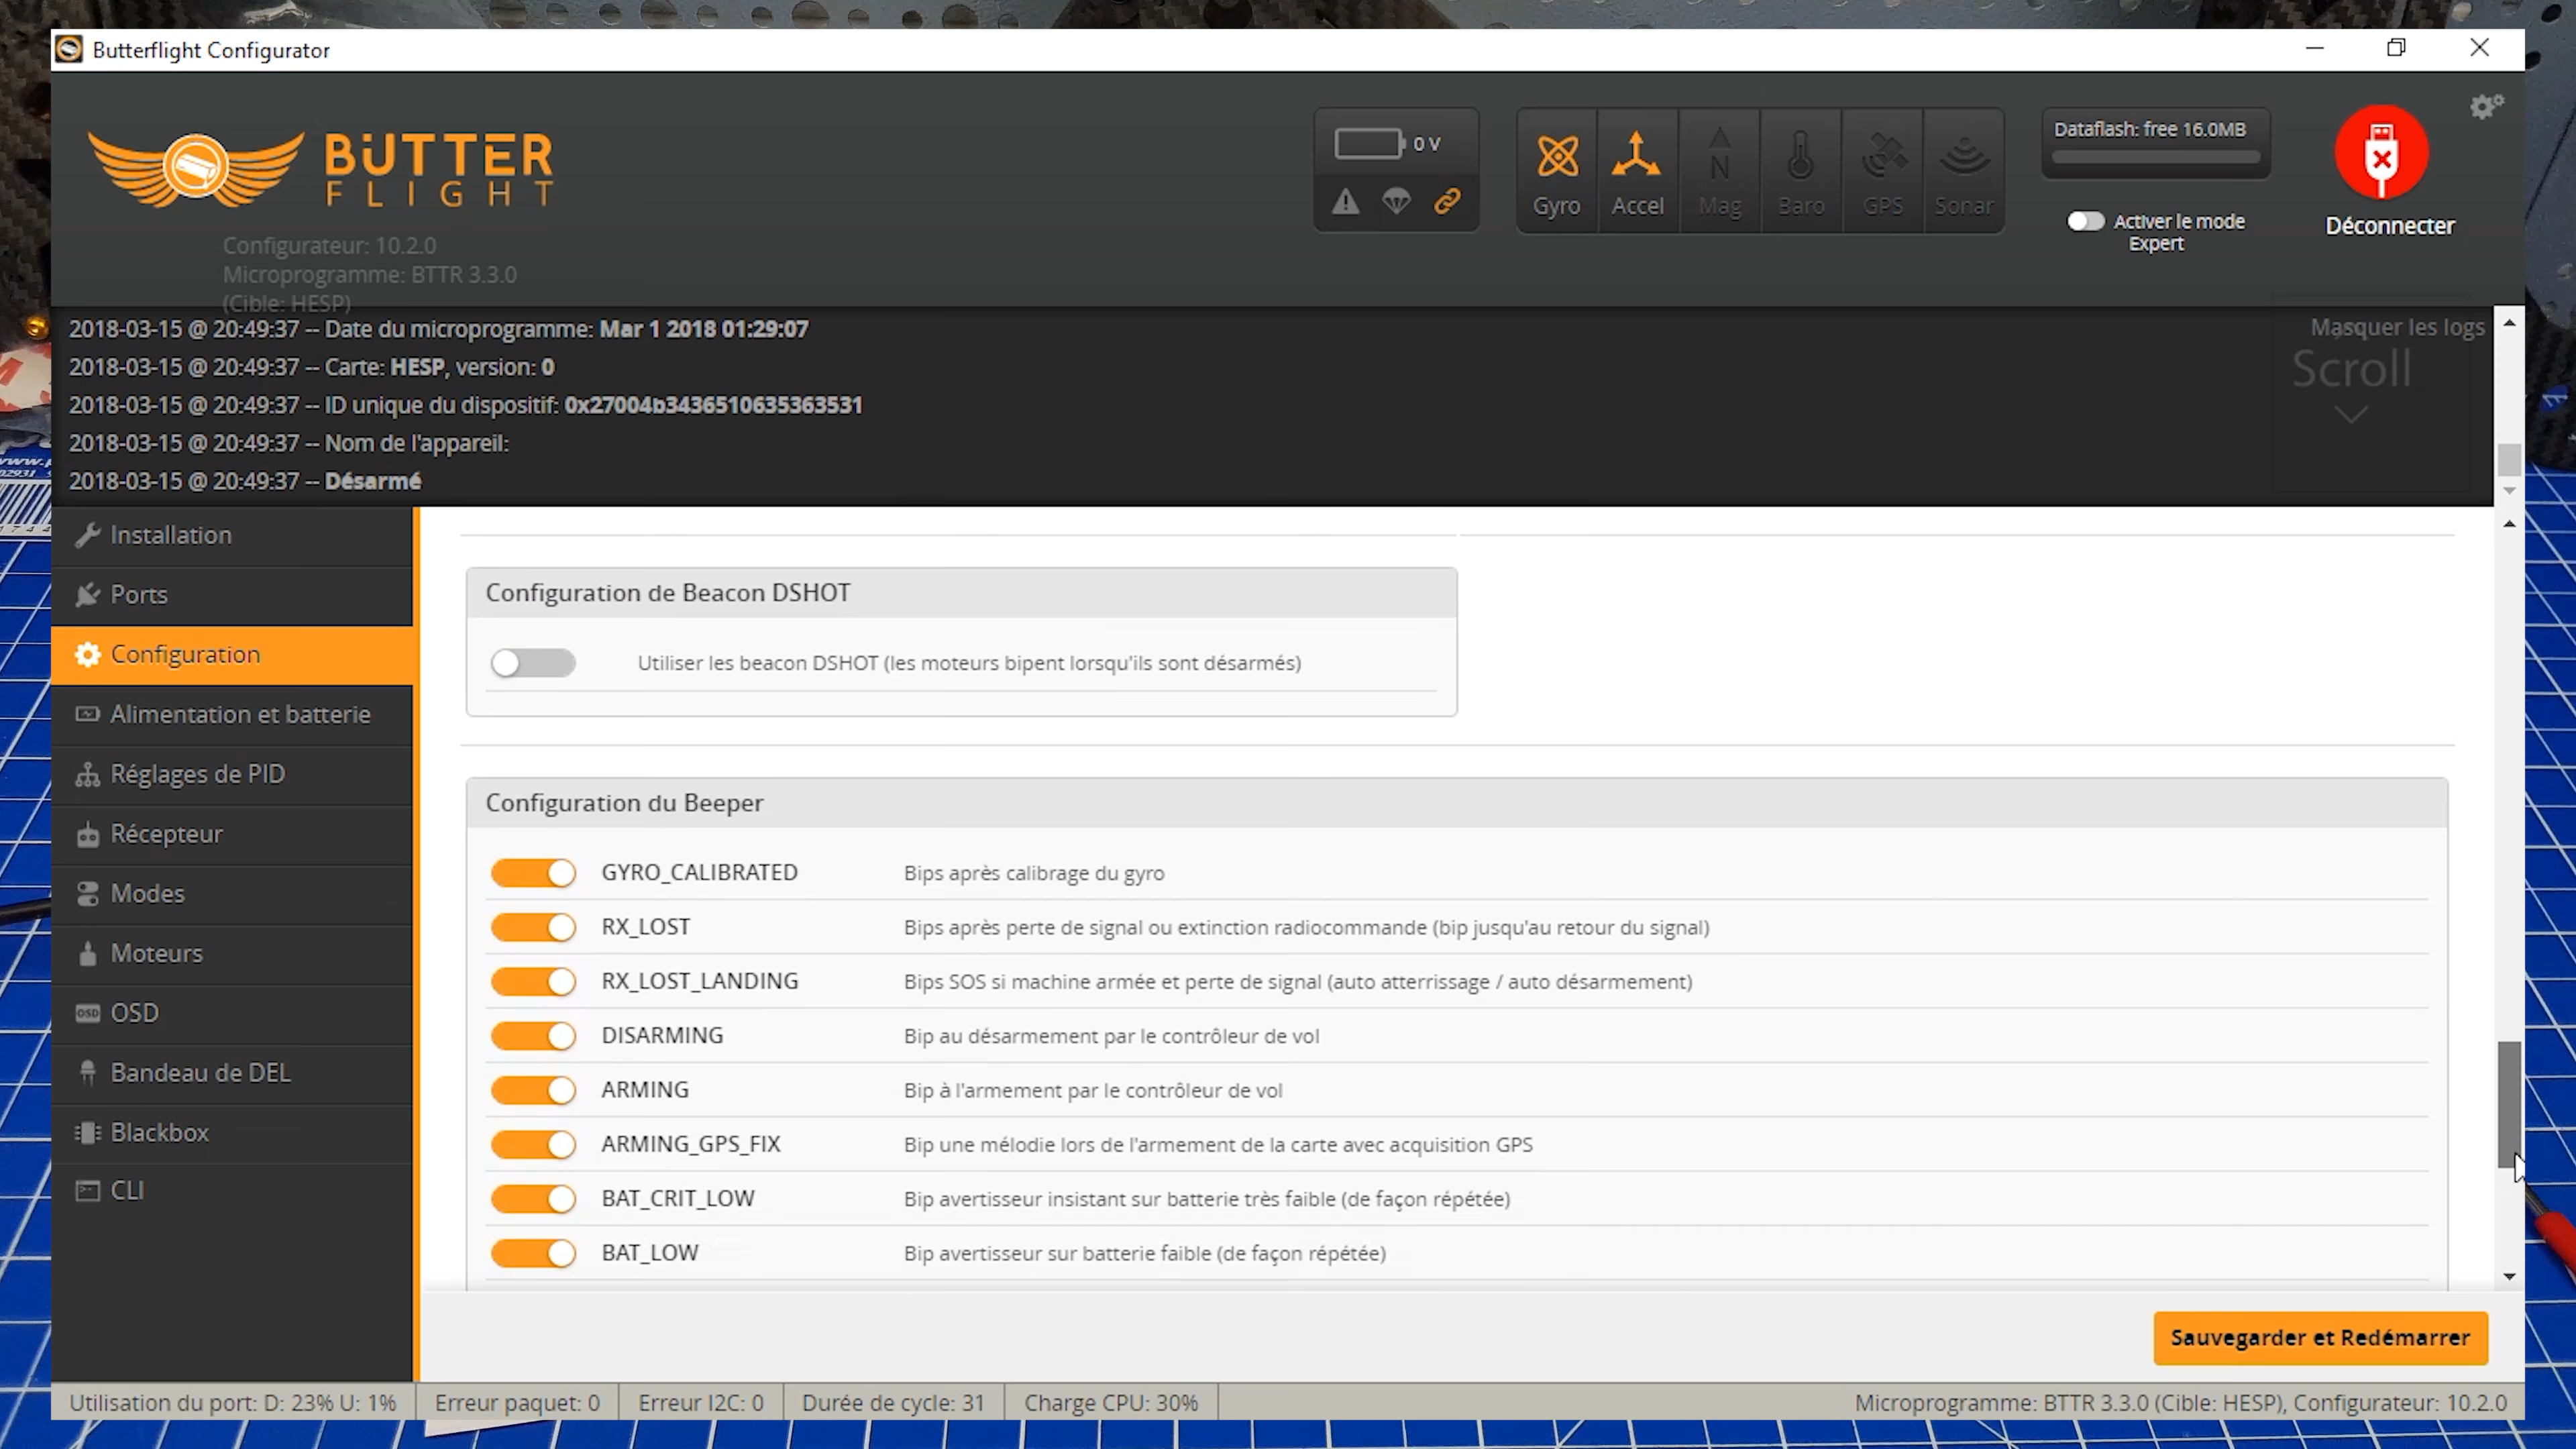 Butterflight Configurator
BUTTER
FLIGHT
Configurateur: 10.2.0
Microprogramme: BTTR 3.3.0
(Cible: HESP)
0 V
Gyro
Accel
Mag
Baro
GPS
Sonar
Dataflash: free 16.0MB
Activer le mode
Expert
Déconnecter
2018-03-15 @ 20:49:37 -- Date du microprogramme: Mar 1 2018 01:29:07
2018-03-15 @ 20:49:37 -- Carte: HESP, version: 0
2018-03-15 @ 20:49:37 -- ID unique du dispositif: 0x27004b3436510635363531
2018-03-15 @ 20:49:37 -- Nom de l'appareil:
2018-03-15 @ 20:49:37 -- Désarmé
Masquer les logs
Scroll
Installation
Ports
Configuration
Alimentation et batterie
Réglages de PID
Récepteur
Modes
Moteurs
OSD
OSD
Bandeau de DEL
Blackbox
CLI
Configuration de Beacon DSHOT
Utiliser les beacon DSHOT (les moteurs bipent lorsqu'ils sont désarmés)
Configuration du Beeper
GYRO_CALIBRATED Bips après calibrage du gyro
RX_LOST Bips après perte de signal ou extinction radiocommande (bip jusqu'au retour du signal)
RX_LOST_LANDING Bips SOS si machine armée et perte de signal (auto atterrissage / auto désarmement)
DISARMING Bip au désarmement par le contrôleur de vol
ARMING Bip à l'armement par le contrôleur de vol
ARMING_GPS_FIX Bip une mélodie lors de l'armement de la carte avec acquisition GPS
BAT_CRIT_LOW Bip avertisseur insistant sur batterie très faible (de façon répétée)
BAT_LOW Bip avertisseur sur batterie faible (de façon répétée)
Sauvegarder et Redémarrer
Utilisation du port: D: 23% U: 1%
Erreur paquet: 0
Erreur I2C: 0
Durée de cycle: 31
Charge CPU: 30%
Microprogramme: BTTR 3.3.0 (Cible: HESP), Configurateur: 10.2.0